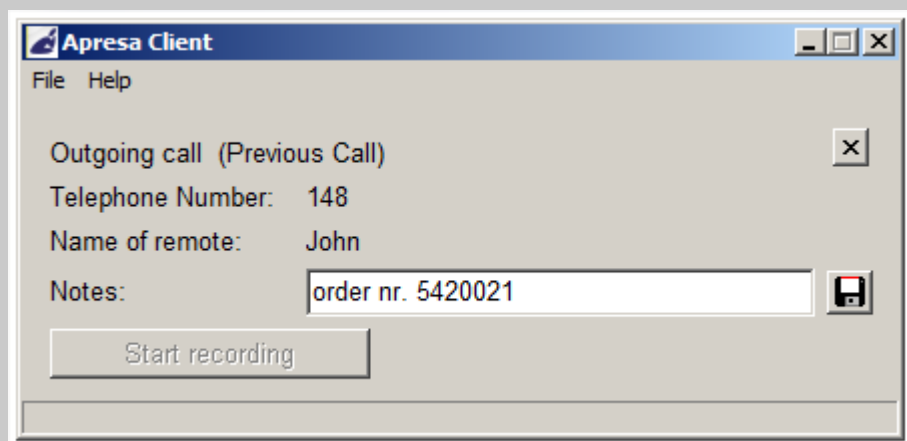 Apresa Client
File Help
Outgoing call (Previous Call)
Telephone Number: 148
Name of remote: John
Notes: order nr. 5420021
Start recording